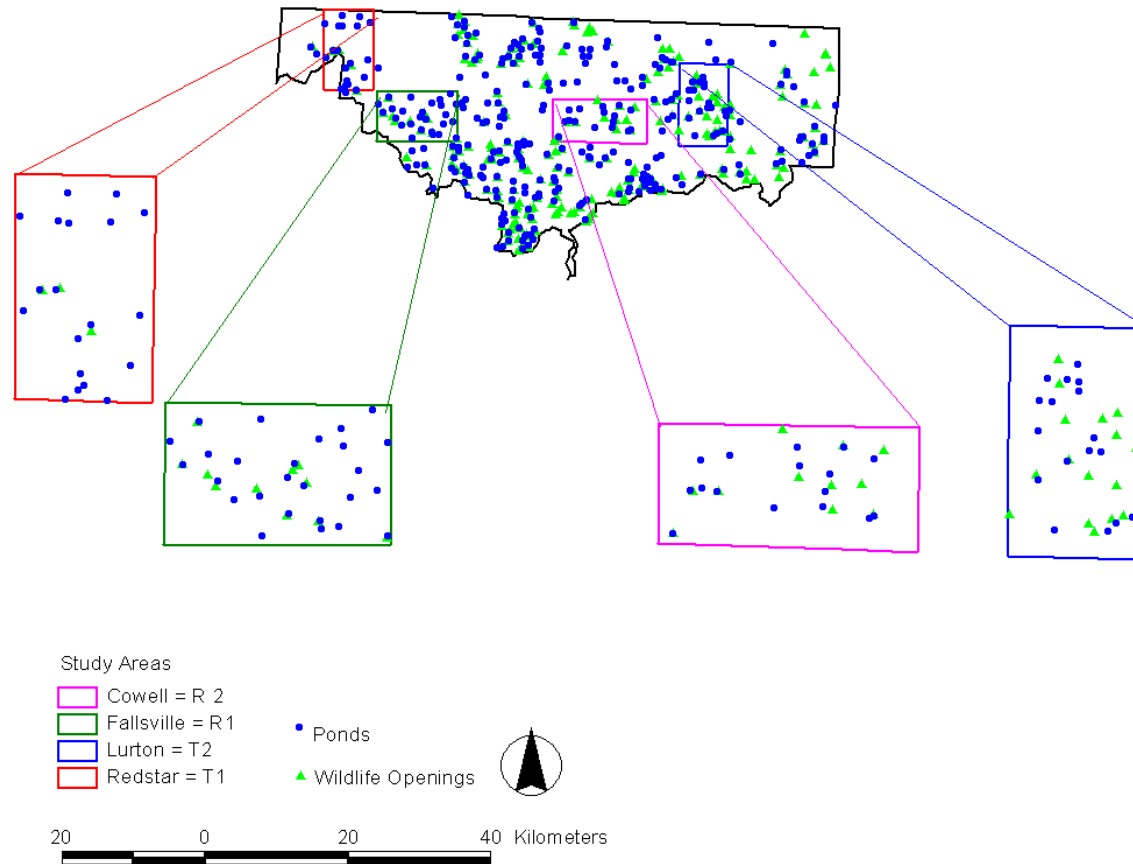 Study Areas
Cowell = R 2
Fallsville = R1
Lurton = T2
Redstar = T1
Ponds
Wildlife Openings
20 0 20 40 Kilometers